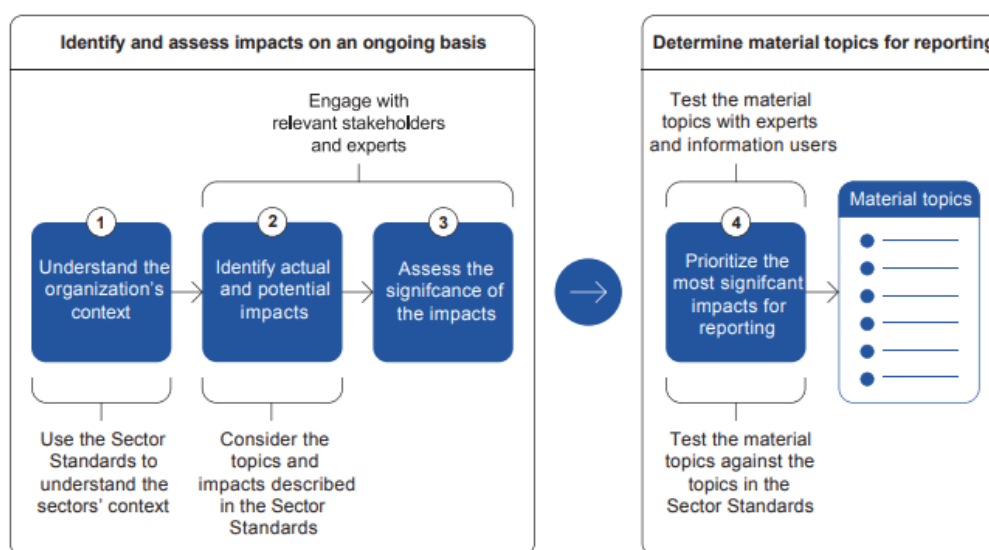 Identify and assess impacts on an ongoing basis
Engage with
relevant stakeholders
and experts
1
Understand the
organization's
context
2
Identify actual
and potential
impacts
3
Assess the
signifcance of
the impacts
Use the Sector
Standards to
understand the
sectors' context
Consider the
topics and
impacts described
in the Sector
Standards
Determine material topics for reporting
Test the material
topics with experts
and information users
4
Prioritize the
most signifcant
impacts for
reporting
Material topics
Test the material
topics against the
topics in the
Sector Standards